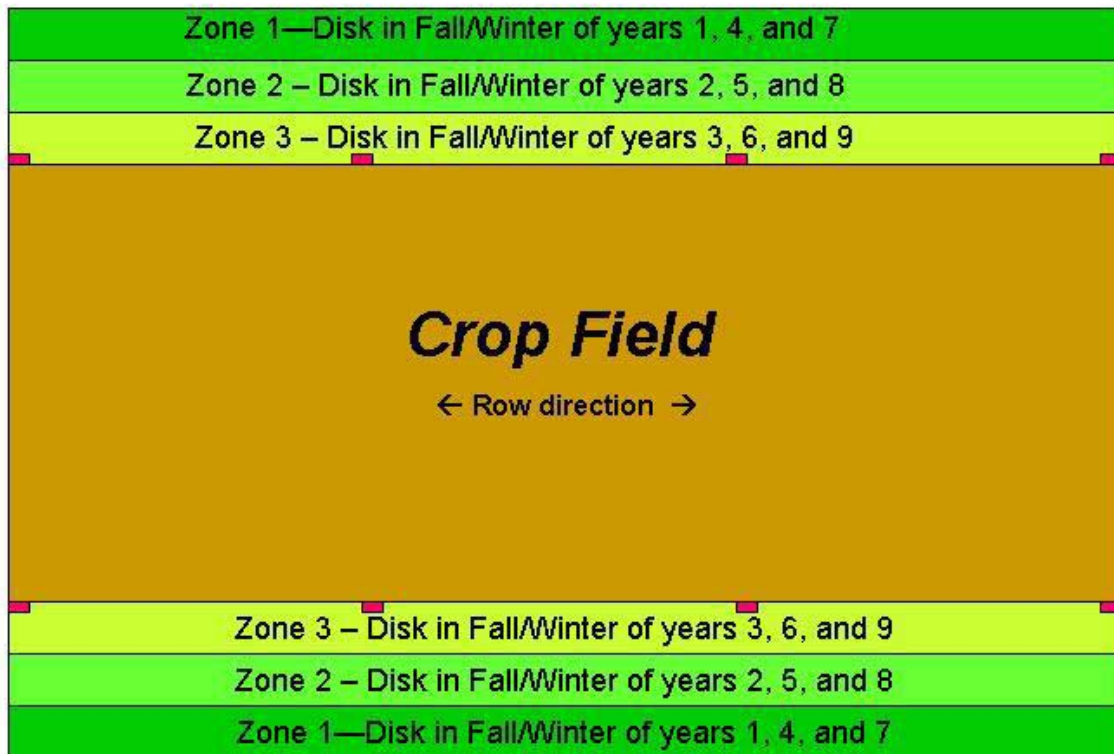 Zone 1—Disk in Fall/Winter of years 1, 4, and 7
Zone 2 – Disk in Fall/Winter of years 2, 5, and 8
Zone 3 – Disk in Fall/Winter of years 3, 6, and 9
Crop Field
← Row direction →
Zone 3 – Disk in Fall/Winter of years 3, 6, and 9
Zone 2 – Disk in Fall/Winter of years 2, 5, and 8
Zone 1—Disk in Fall/Winter of years 1, 4, and 7